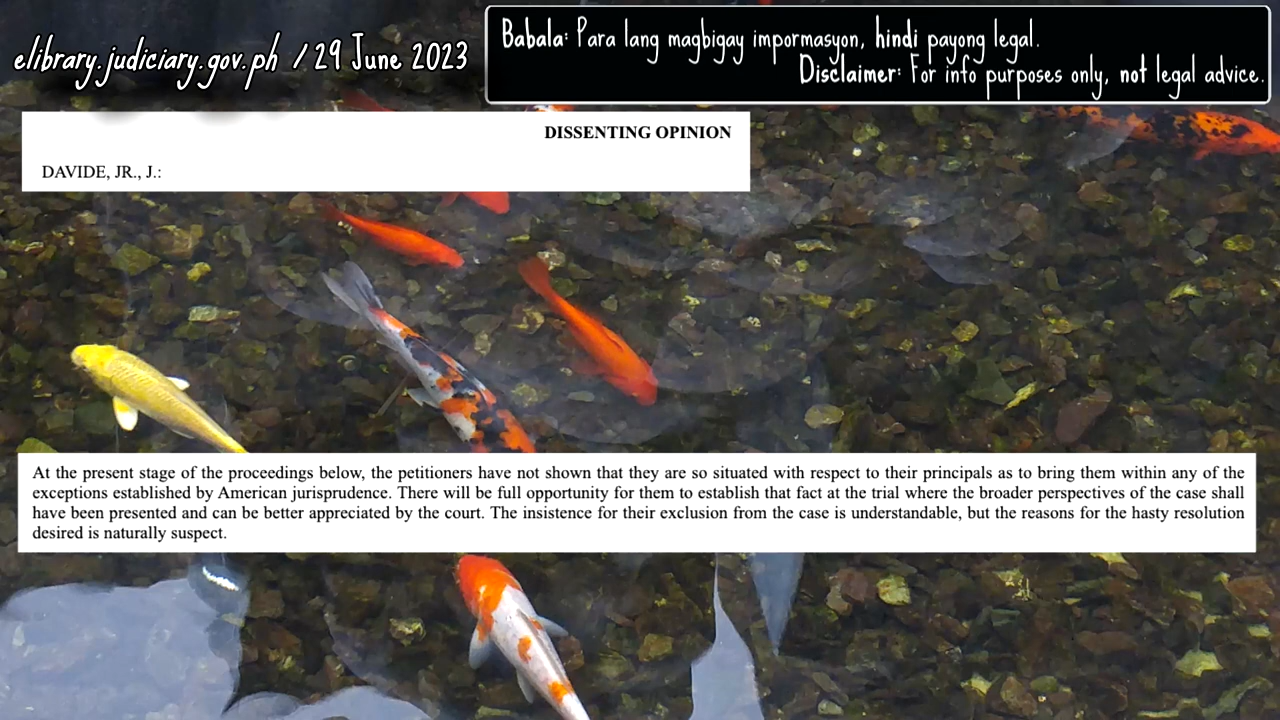 elibrary.judiciary.gov.ph / 29 June 2023
Babala: Para lang magbigay impormasyon, hindi payong legal.
Disclaimer: For info purposes only, not legal advice.
DISSENTING OPINION
DAVIDE, JR., J.:
At the present stage of the proceedings below, the petitioners have not shown that they are so situated with respect to their principals as to bring them within any of the
exceptions established by American jurisprudence. There will be full opportunity for them to establish that fact at the trial where the broader perspectives of the case shall
have been presented and can be better appreciated by the court. The insistence for their exclusion from the case is understandable, but the reasons for the hasty resolution
desired is naturally suspect.